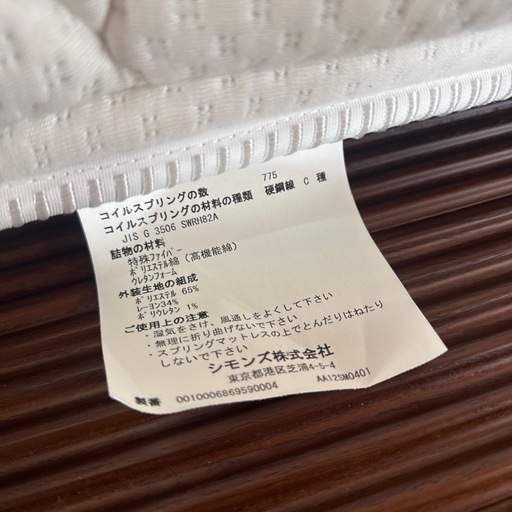 コイルスプリングの数 775
コイルスプリングの材料の種類 硬鋼線 C 種
JIS G 3506 SWRH82A
詰物の材料
特殊ファイバー
ポリエステル綿（高機能綿）
ウレタンフォーム
外装生地の組成
ポリエステル 65%
レーヨン34%
ポリウレタン 1%
ご使用上の注意
・湿気をさけ、風通しをよくして下さい
・無理に折り曲げないで下さい
・スプリングマットレスの上でとんだりはねたり
しないで下さい
シモンズ株式会社
東京都港区芝浦4-5-4
製番 0010006869590004 AA12SM0401